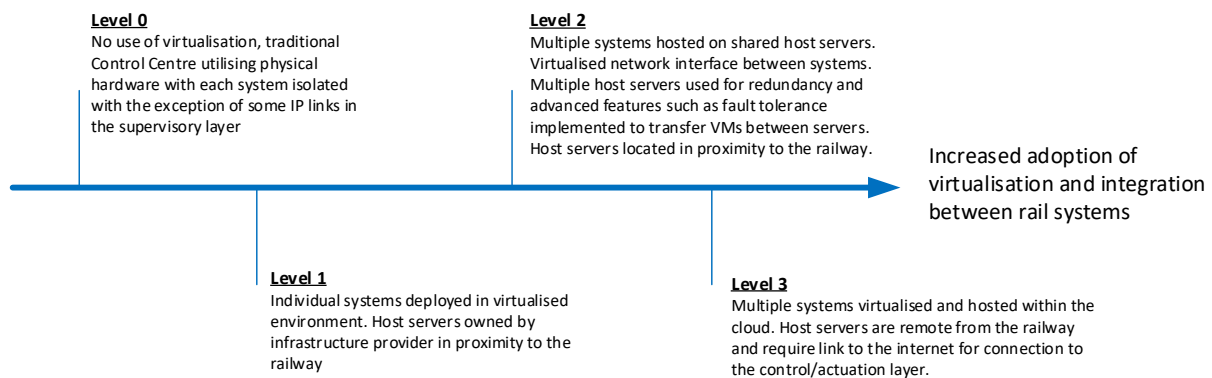 Level 0
No use of virtualisation, traditional
Control Centre utilising physical
hardware with each system isolated
with the exception of some IP links in
the supervisory layer
Level 2
Multiple systems hosted on shared host servers.
Virtualised network interface between systems.
Multiple host servers used for redundancy and
advanced features such as fault tolerance
implemented to transfer VMs between servers.
Host servers located in proximity to the railway.
Increased adoption of
virtualisation and integration
between rail systems
Level 1
Individual systems deployed in virtualised
environment. Host servers owned by
infrastructure provider in proximity to the
railway
Level 3
Multiple systems virtualised and hosted within the
cloud. Host servers are remote from the railway
and require link to the internet for connection to
the control/actuation layer.